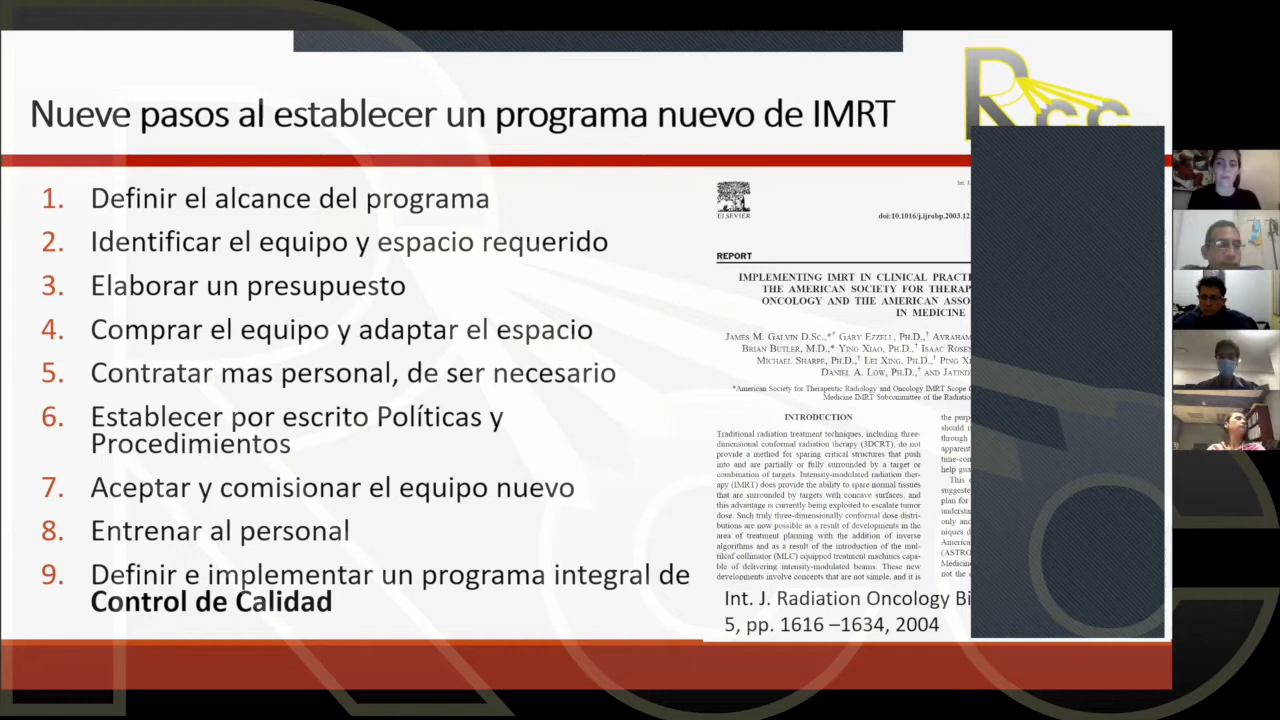 Nueve pasos al establecer un programa nuevo de IMRT
1. Definir el alcance del programa
2. Identificar el equipo y espacio requerido
3. Elaborar un presupuesto
4. Comprar el equipo y adaptar el espacio
5. Contratar mas personal, de ser necesario
6. Establecer por escrito Políticas y
Procedimientos
7. Aceptar y comisionar el equipo nuevo
8. Entrenar al personal
9. Definir e implementar un programa integral de
Control de Calidad
ELSEVIER
Int. J.
doi:10.1016/j.ijrobp.2003.12
REPORT
IMPLEMENTING IMRT IN CLINICAL PRACT
THE AMERICAN SOCIETY FOR THERAP
ONCOLOGY AND THE AMERICAN ASSO
IN MEDICINE
JAMES M. GALVIN D.SC.,*† GARY EZZELL, PH.D.,† AVRAHAM
BRIAN BUTLER, M.D.,* YING XIAO, PH.D.,† ISAAC ROSEN
MICHAEL SHARPE, PH.D.,† LEI XING, PH.D.,† PING X
DANIEL A. LOW, PH.D.,† AND JATIND
*American Society for Therapeutic Radiology and Oncology IMRT Scope
Medicine IMRT Subcommittee of the Radiation
INTRODUCTION
Traditional radiation treatment techniques, including three-
dimensional conformal radiation therapy (3DCRT), do not
provide a method for sparing critical structures that push
into and are partially or fully surrounded by a target or
combination of targets. Intensity-modulated radiation ther-
apy (IMRT) does provide the ability to spare normal tissues
that are surrounded by targets with concave surfaces, and
this advantage is currently being exploited to escalate tumor
dose. Such truly three-dimensionally conformal dose distri-
butions are now possible as a result of developments in the
area of treatment planning with the addition of inverse
algorithms and as a result of the introduction of the mul-
tileaf collimator (MLC) equipped treatment machines capa-
ble of delivering intensity-modulated beams. These new
developments involve concepts that are not simple, and it is
the purp
should
through
apparent
time-con
help gua
This
suggeste
plan for
understa
only and
niques d
America
(ASTRO
Medicine
not the
Int. J. Radiation Oncology Bi
5, pp. 1616 –1634, 2004